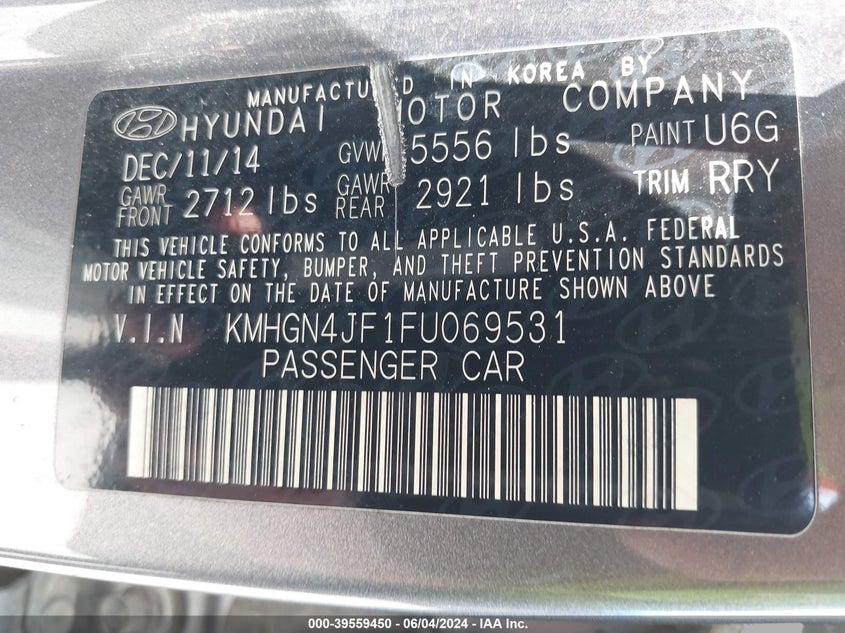 MANUFACTU D IN KOREA BY
HYUNDAI OTOR COMPANY
DEC/11/14 GVW 5556 lbs PAINT U6G
GAWR FRONT 2712 lbs GAWR REAR 2921 lbs TRIM RRY
THIS VEHICLE CONFORMS TO ALL APPLICABLE U.S.A. FEDERAL
MOTOR VEHICLE SAFETY, BUMPER, AND THEFT PREVENTION STANDARDS
IN EFFECT ON THE DATE OF MANUFACTURE SHOWN ABOVE
V.I.N KMHGN4JF1FU069531
PASSENGER CAR
000-39559450 - 06/04/2024 - IAA Inc.